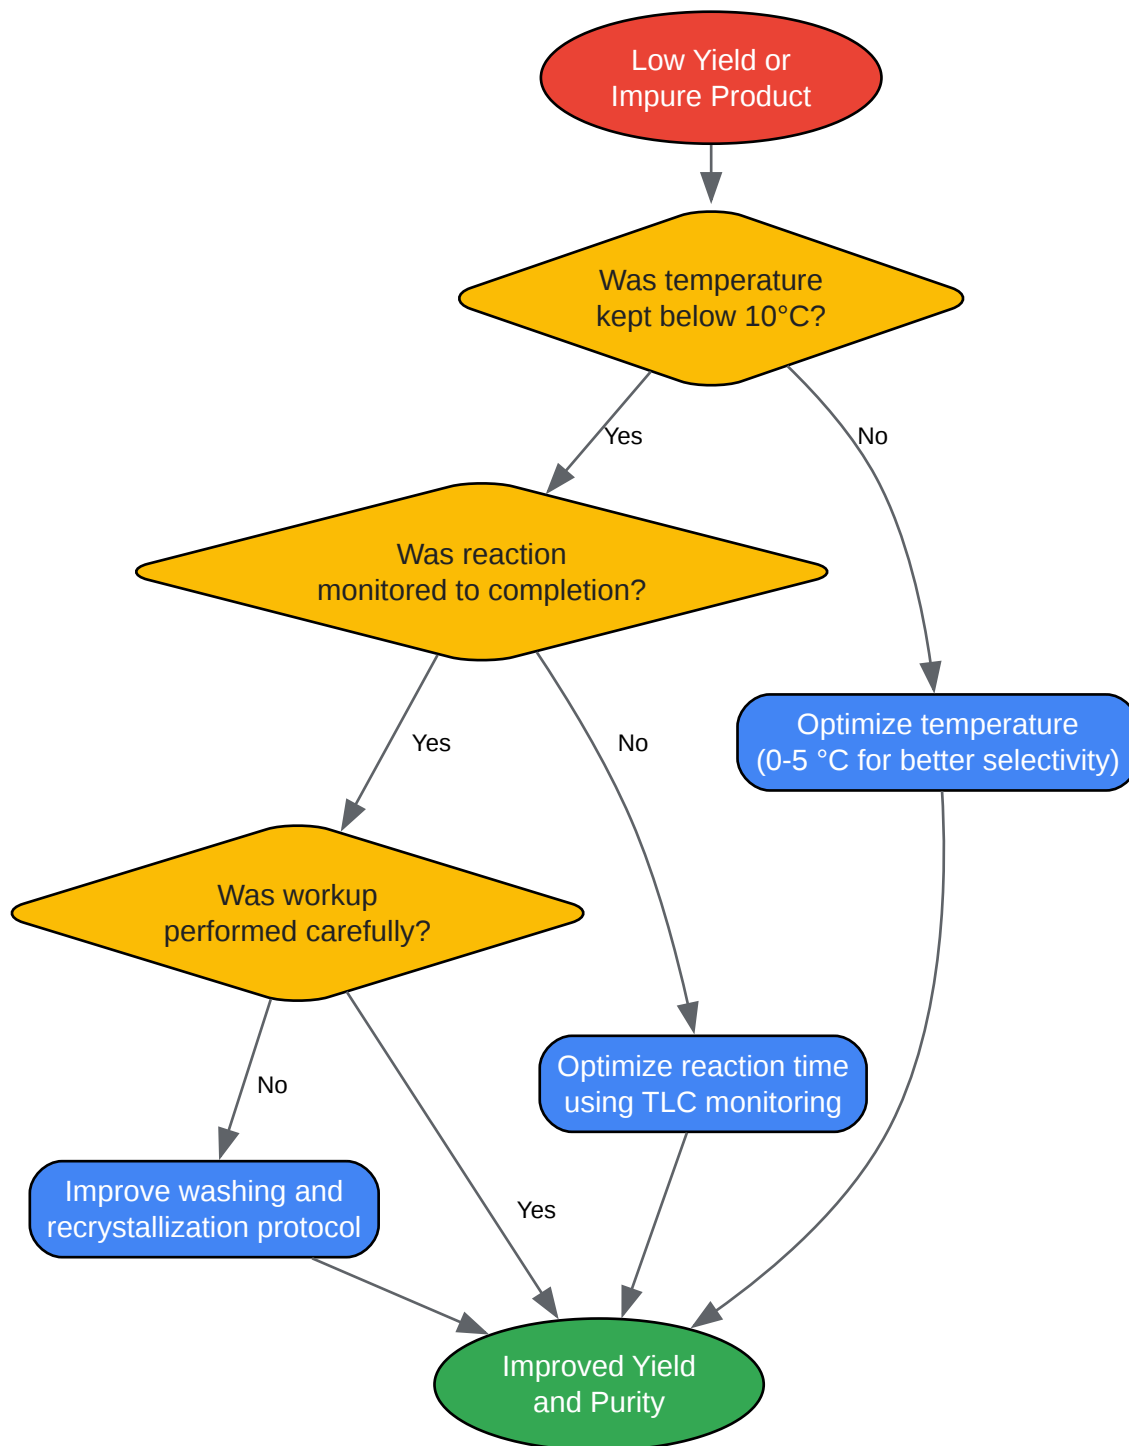 Low Yield or
Impure Product
Was temperature
kept below 10°C?
Yes
No
Was reaction
monitored to completion?
Yes
No
Optimize temperature
(0-5 °C for better selectivity)
Was workup
performed carefully?
No
Yes
Optimize reaction time
using TLC monitoring
Improve washing and
recrystallization protocol
Improved Yield
and Purity